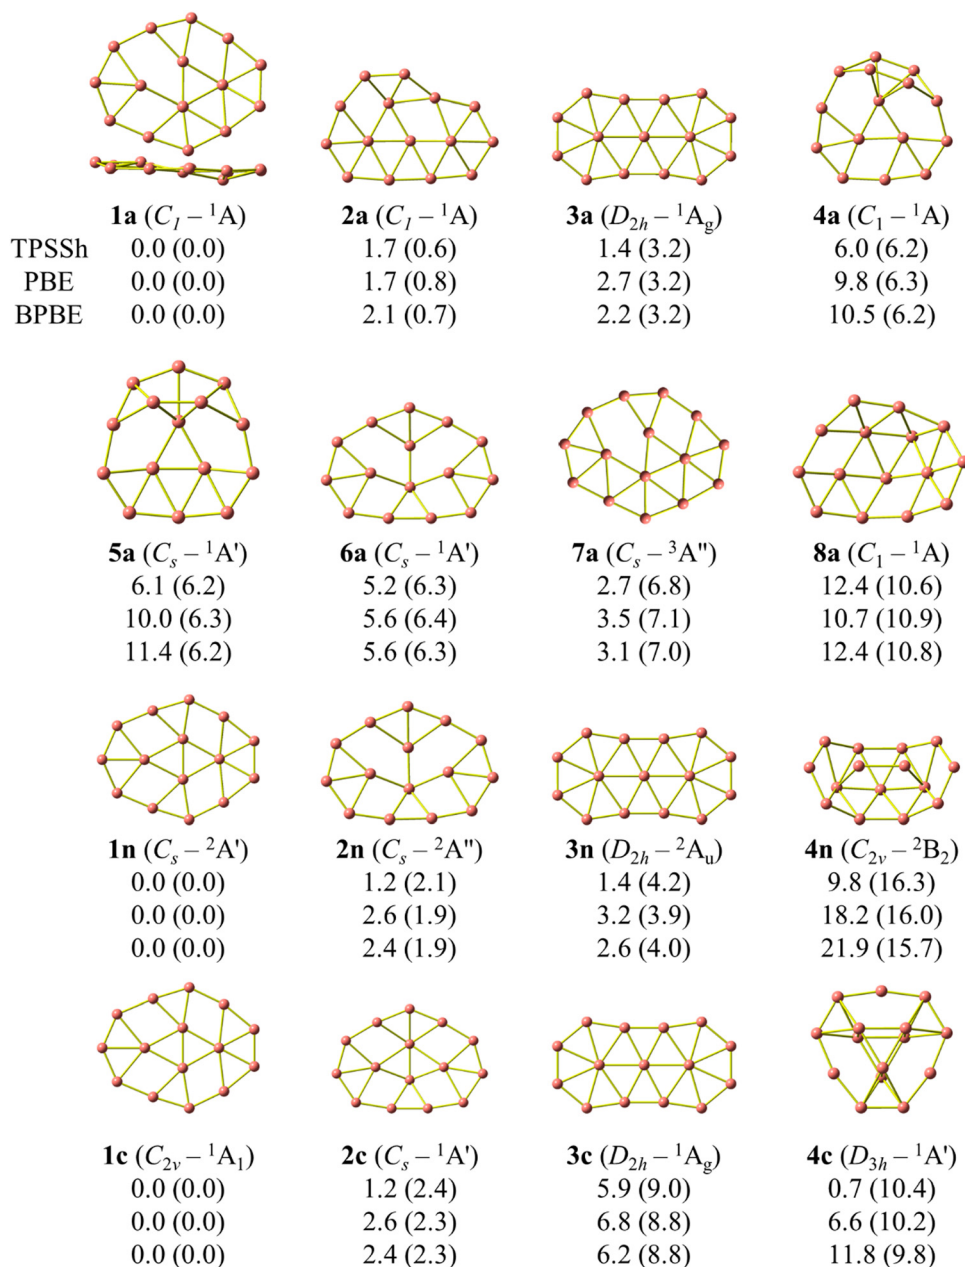 1a (C1 – ¹A) 2a (C1 – ¹A) 3a (D2h – ¹Ag) 4a (C1 – ¹A)
TPSSh 0.0 (0.0) 1.7 (0.6) 1.4 (3.2) 6.0 (6.2)
PBE 0.0 (0.0) 1.7 (0.8) 2.7 (3.2) 9.8 (6.3)
BPBE 0.0 (0.0) 2.1 (0.7) 2.2 (3.2) 10.5 (6.2)
5a (Cs – ¹A') 6a (Cs – ¹A') 7a (Cs – ³A") 8a (C1 – ¹A)
6.1 (6.2) 5.2 (6.3) 2.7 (6.8) 12.4 (10.6)
10.0 (6.3) 5.6 (6.4) 3.5 (7.1) 10.7 (10.9)
11.4 (6.2) 5.6 (6.3) 3.1 (7.0) 12.4 (10.8)
1n (Cs – ²A') 2n (Cs – ²A") 3n (D2h – ²Au) 4n (C2v – ²B2)
0.0 (0.0) 1.2 (2.1) 1.4 (4.2) 9.8 (16.3)
0.0 (0.0) 2.6 (1.9) 3.2 (3.9) 18.2 (16.0)
0.0 (0.0) 2.4 (1.9) 2.6 (4.0) 21.9 (15.7)
1c (C2v – ¹A1) 2c (Cs – ¹A') 3c (D2h – ¹Ag) 4c (D3h – ¹A')
0.0 (0.0) 1.2 (2.4) 5.9 (9.0) 0.7 (10.4)
0.0 (0.0) 2.6 (2.3) 6.8 (8.8) 6.6 (10.2)
0.0 (0.0) 2.4 (2.3) 6.2 (8.8) 11.8 (9.8)